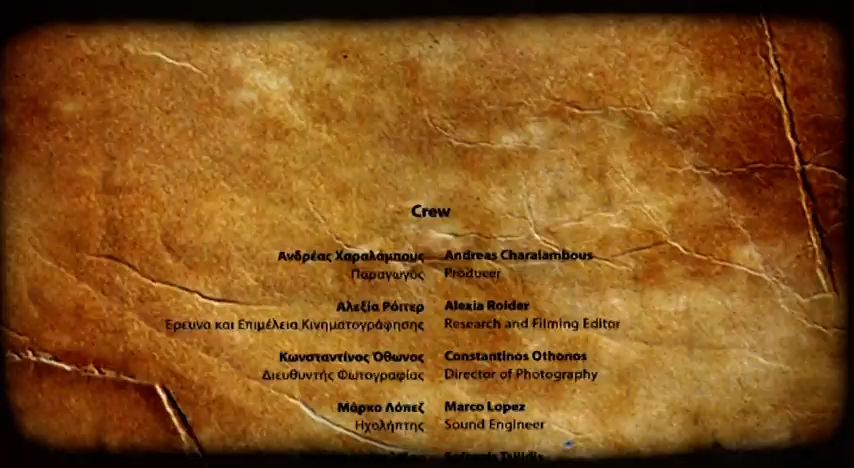 Crew
Ανδρέας Χαραλάμπους Andreas Charalambous
Παραγωγός Producer
Αλεξία Ρόιτερ Alexia Roider
Έρευνα και Επιμέλεια Κινηματογράφησης Research and Filming Editor
Κωνσταντίνος Όθωνος Constantinos Othonos
Διευθυντής Φωτογραφίας Director of Photography
Μάρκο Λόπεζ Marco Lopez
Ηχολήπτης Sound Engineer